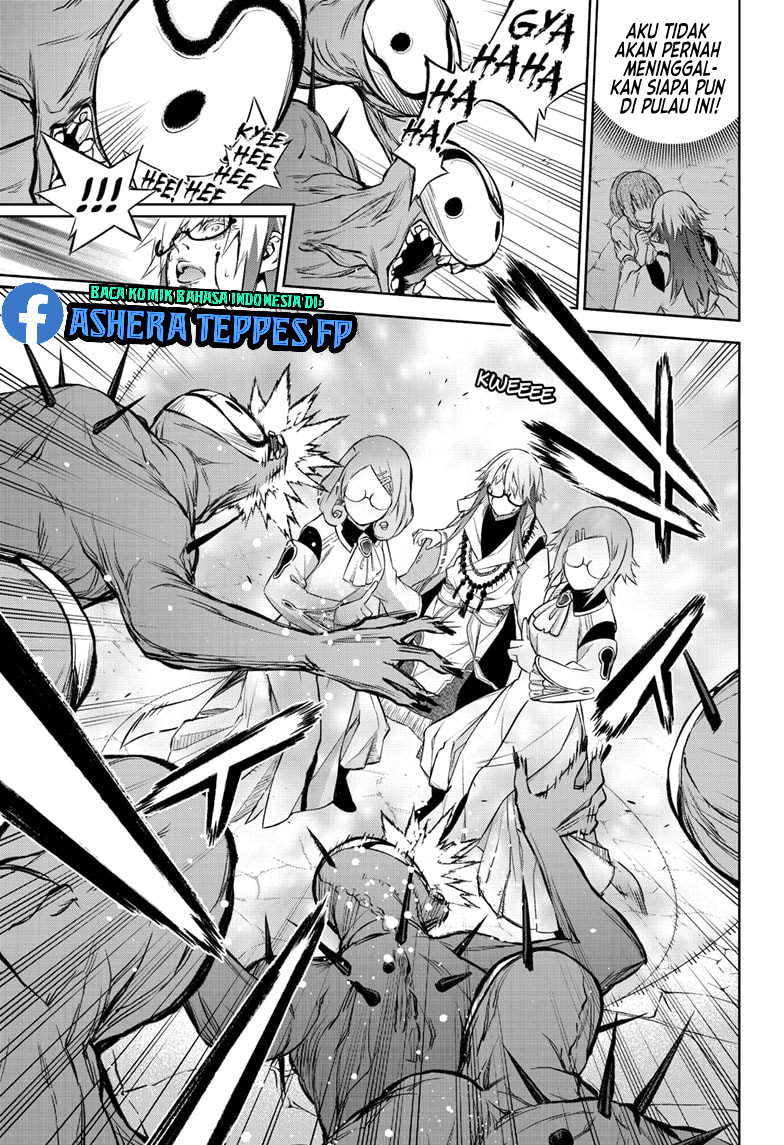 AKU TIDAK
AKAN PERNAH
MENINGGAL-
KAN SIAPA PUN
DI PULAU INI!
GYA
HAHA
HA
HA!
KYEE
HEE
HEE
HEE
HEE! HEE
!!!
BACA KOMIK BAHASA INDONESIA DI:
ASHERA TEPPES FP
KWEEEE